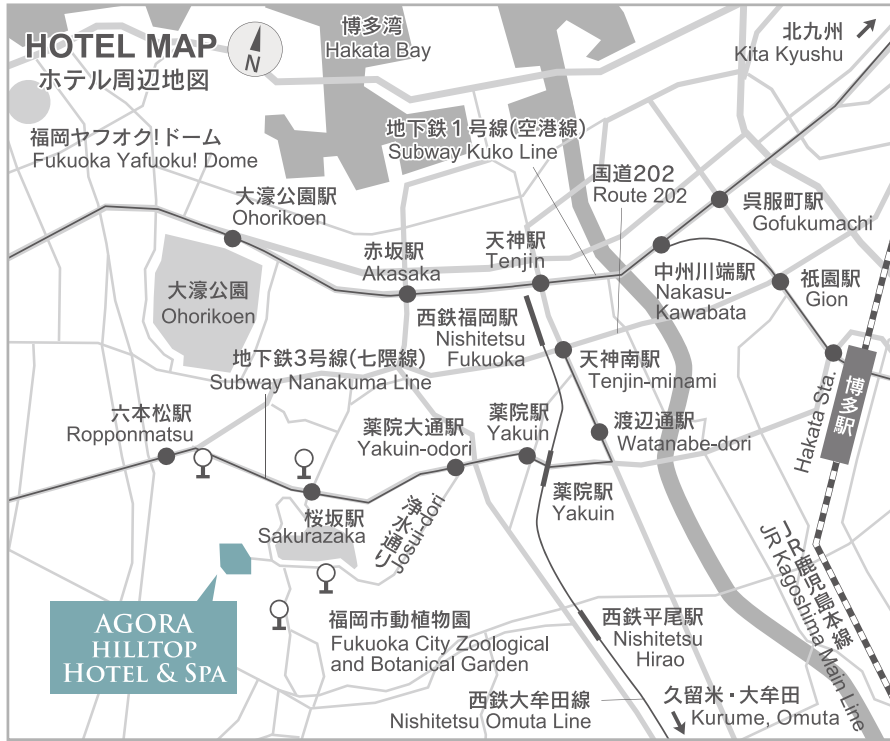 HOTEL MAP
N
ホテル周辺地図
博多湾
Hakata Bay
北九州
Kita Kyushu
福岡ヤフオク!ドーム
Fukuoka Yafuoku! Dome
地下鉄1号線(空港線)
Subway Kuko Line
国道202
Route 202
大濠公園駅
Ohorikoen
赤坂駅
Akasaka
天神駅
Tenjin
呉服町駅
Gofukumachi
中州川端駅
Nakasu-
Kawabata
祇園駅
Gion
大濠公園
Ohorikoen
西鉄福岡駅
Nishitetsu
Fukuoka
地下鉄3号線(七隈線)
Subway Nanakuma Line
天神南駅
Tenjin-minami
博多駅
Hakata Sta.
六本松駅
Ropponmatsu
薬院大通駅
Yakuin-odori
薬院駅
Yakuin
渡辺通駅
Watanabe-dori
薬院駅
Yakuin
桜坂駅
Sakurazaka
浄水通り
Josui-dori
JR鹿児島本線
JR Kagoshima Main Line
AGORA
HILLTOP
HOTEL & SPA
福岡市動植物園
Fukuoka City Zoological
and Botanical Garden
西鉄平尾駅
Nishitetsu
Hirao
西鉄大牟田線
Nishitetsu Omuta Line
久留米・大牟田
Kurume, Omuta